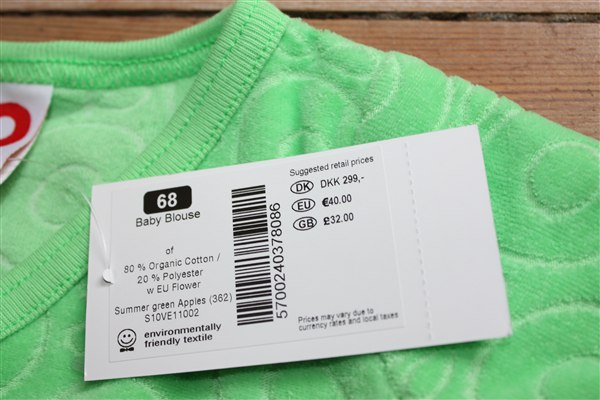 68
Baby Blouse
of
80 % Organic Cotton /
20 % Polyester
w EU Flower
Summer green Apples (362)
S10VE11002
environmentally
friendly textile
5700240378086
Suggested retail prices
DK DKK 299,-
EU €40.00
GB £32.00
Prices may vary due to
currency rates and local taxes